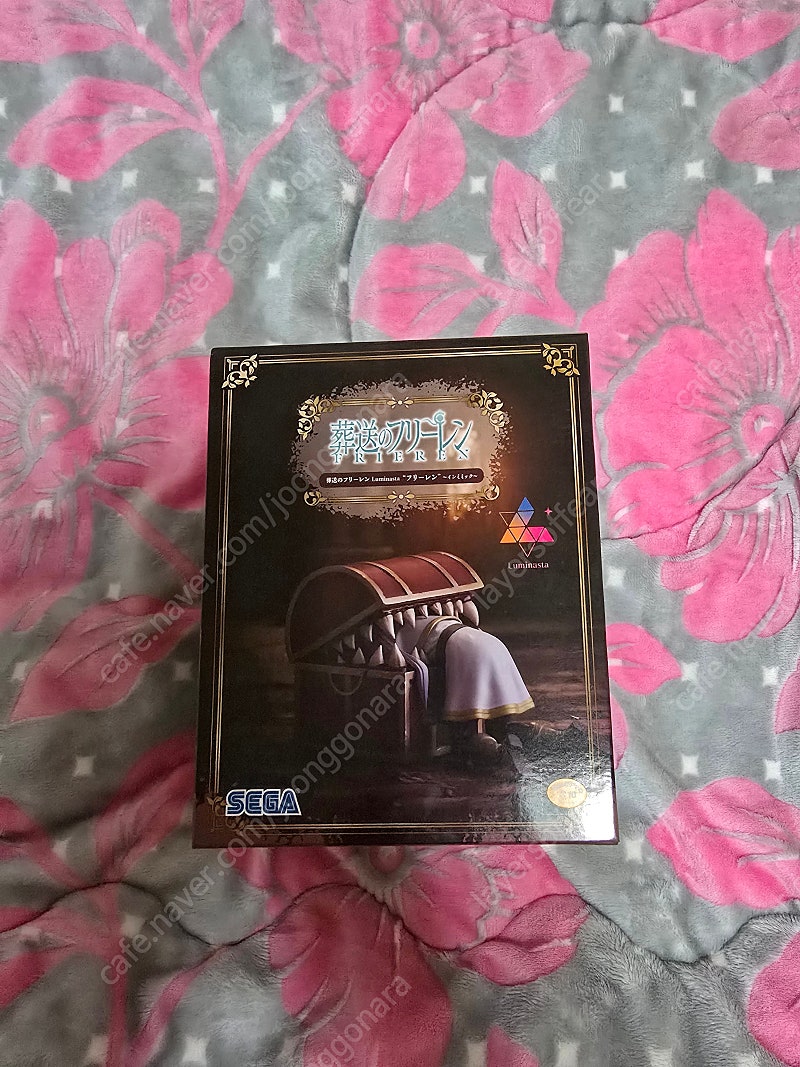 葬送のフリーレン
FRIEREN
葬送のフリーレン Luminasta “フリーレン” ~インミミック~
Luminasta
SEGA
cafe.naver.com/joonggonara